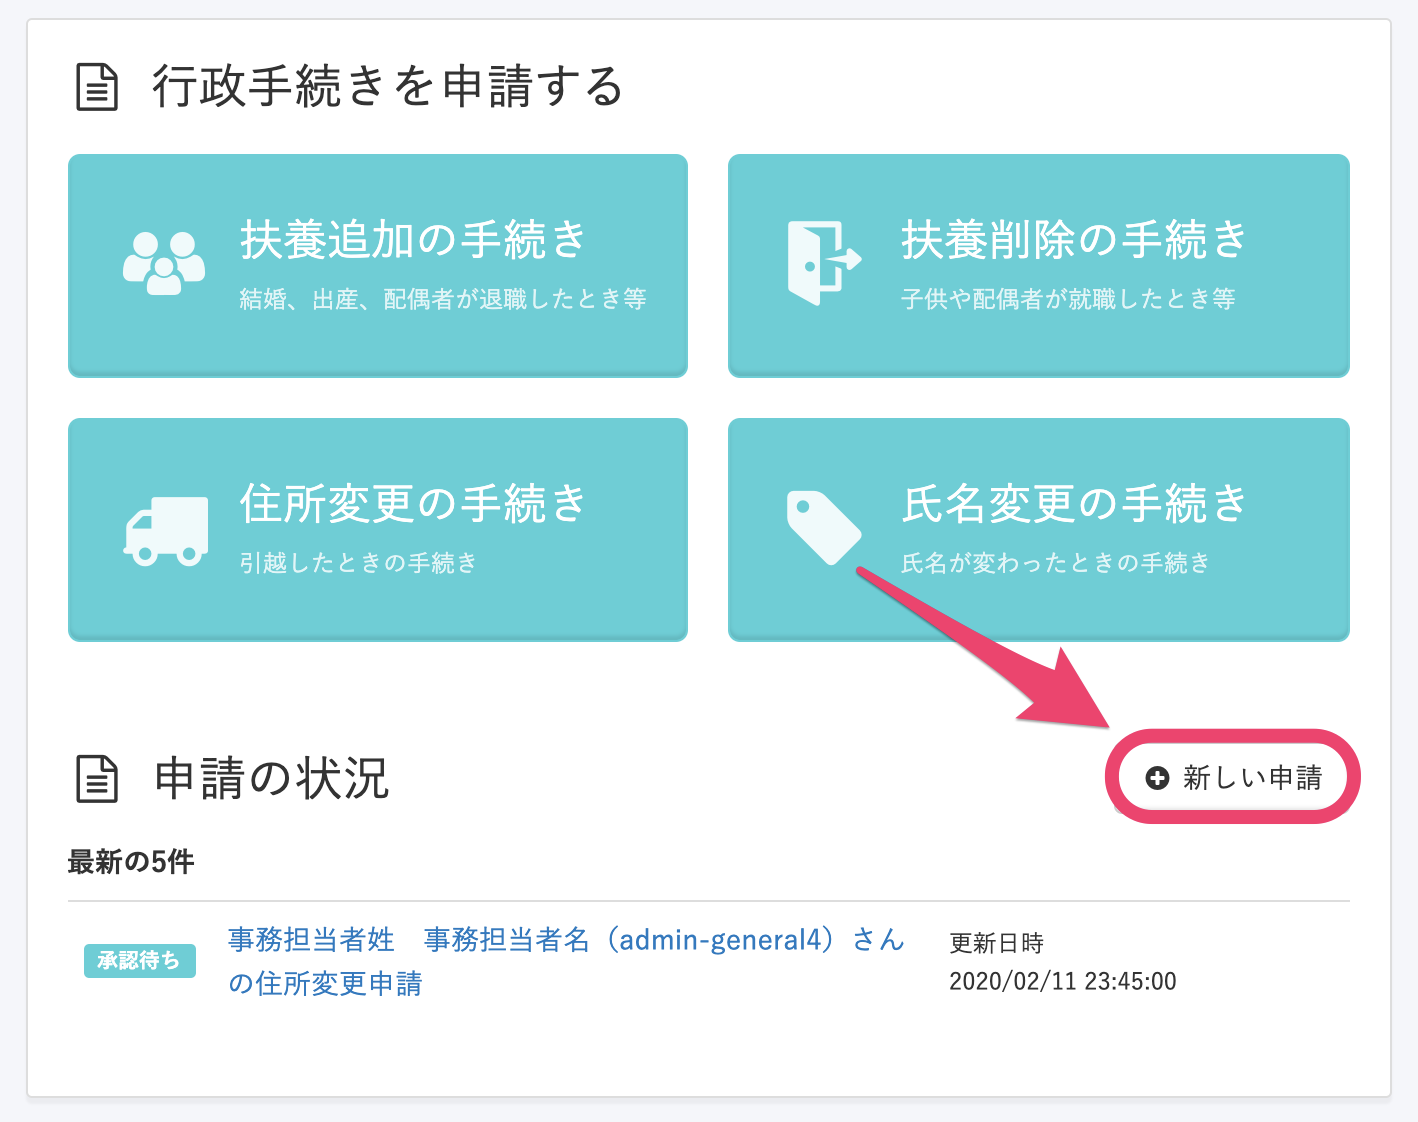 行政手続きを申請する
扶養追加の手続き
結婚、出産、配偶者が退職したとき等
扶養削除の手続き
子供や配偶者が就職したとき等
住所変更の手続き
引越したときの手続き
氏名変更の手続き
氏名が変わったときの手続き
申請の状況
新しい申請
最新の5件
承認待ち
事務担当者姓　事務担当者名（admin-general4）さん
の住所変更申請
更新日時
2020/02/11 23:45:00